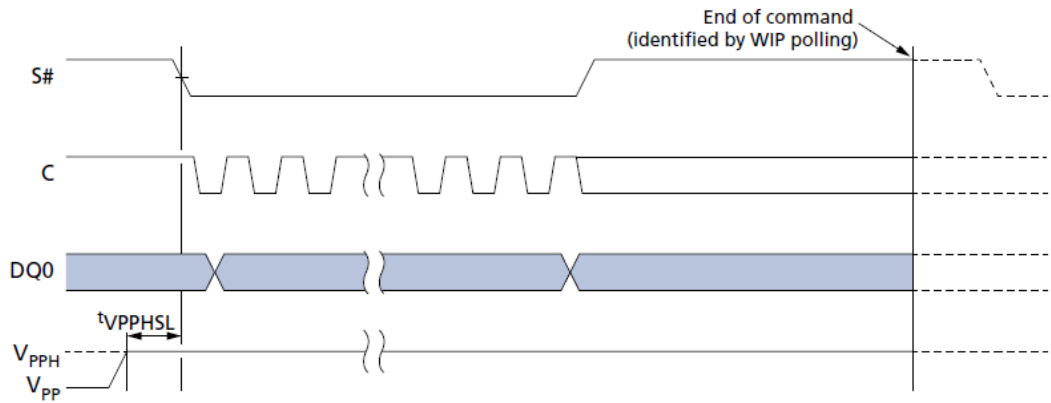 End of command
(identified by WIP polling)
S#
C
DQ0
tVPPHSL
VPPH
VPP